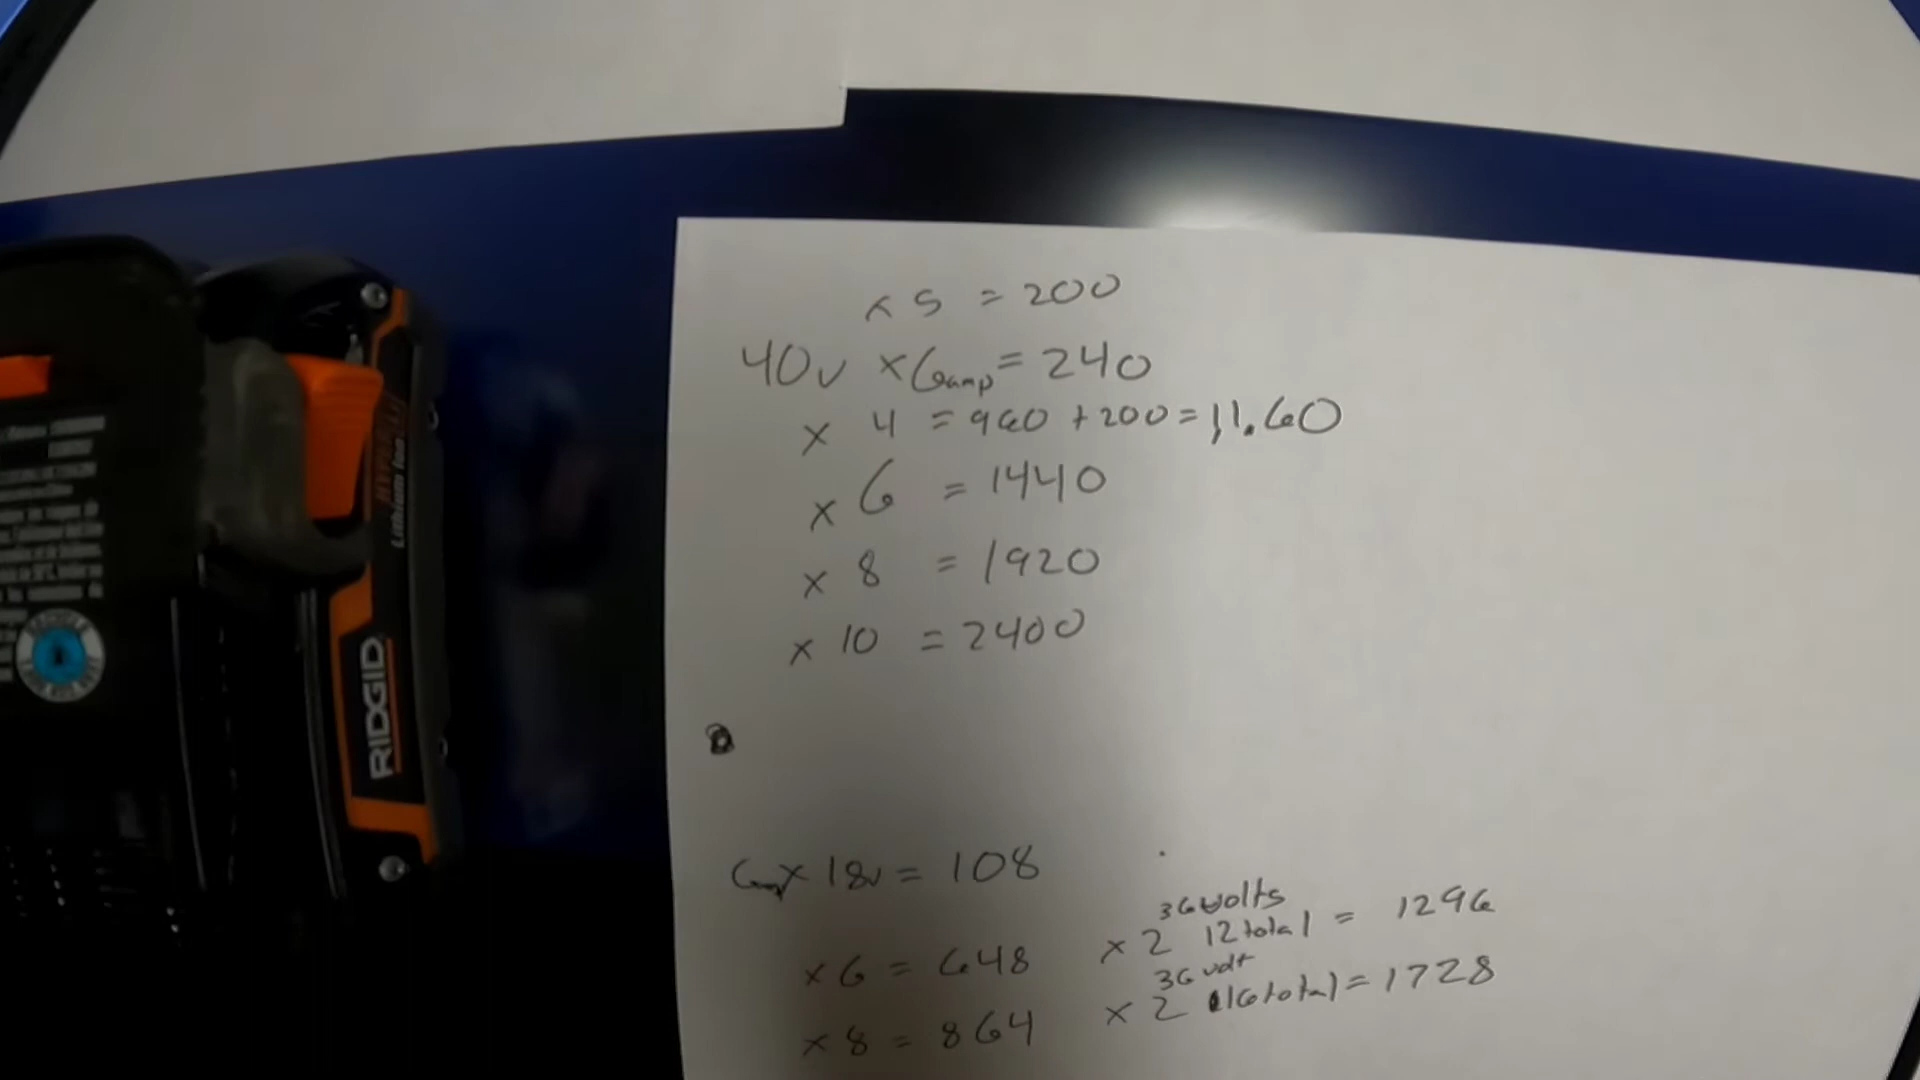 x 5 = 200
40v x 6amp = 240
x 4 = 960 + 200 = 11.60
x 6 = 1440
x 8 = 1920
x 10 = 2400
6amp x 18v = 108
36 volts
x 6 = 648 x 2 12 total = 1296
36 volt
x 8 = 864 x 2 16 total = 1728
RIDGID
HYPER
Lithium Ion